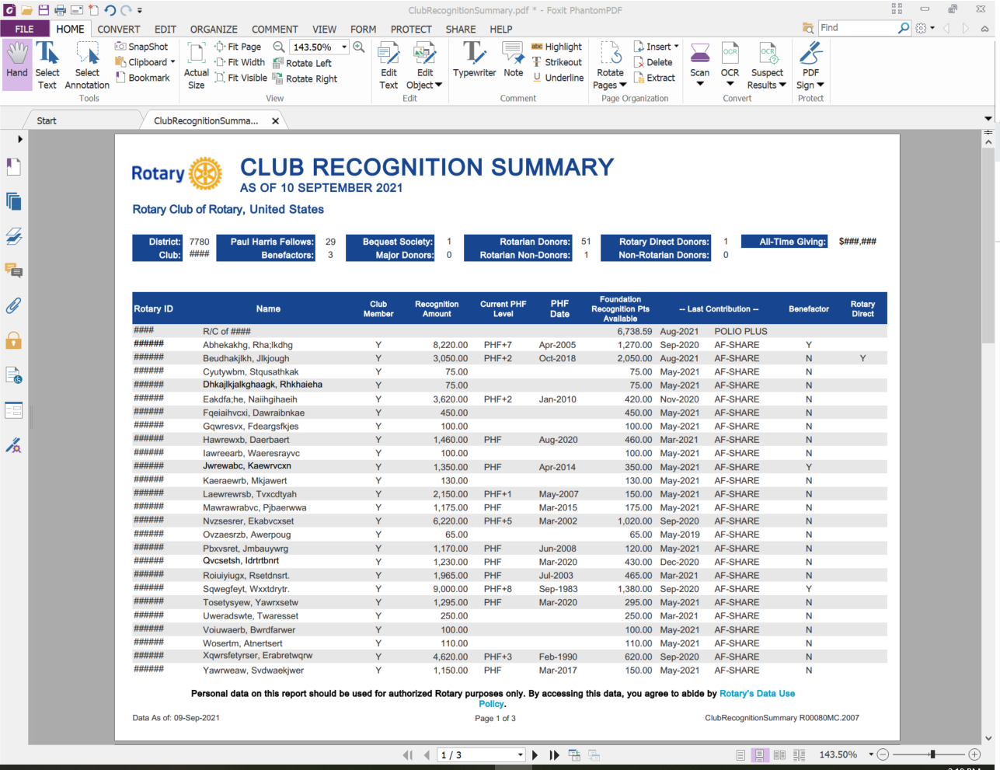 ClubRecognitionSummary.pdf * - Foxit PhantomPDF
FILE HOME CONVERT EDIT ORGANIZE COMMENT VIEW FORM PROTECT SHARE HELP Find
Hand
Select Text
Select Annotation
SnapShot
Clipboard
Bookmark
Tools
Actual Size
Fit Page
Fit Width
Fit Visible
143.50%
Rotate Left
Rotate Right
View
Edit Text
Edit Object
Edit
Typewriter
Note
Highlight
Strikeout
Underline
Comment
Rotate Pages
Insert
Delete
Extract
Page Organization
Scan
OCR
Suspect Results
Convert
PDF Sign
Protect
Start ClubRecognitionSumma...
Rotary CLUB RECOGNITION SUMMARY
AS OF 10 SEPTEMBER 2021
Rotary Club of Rotary, United States
District: 7780 Paul Harris Fellows: 29 Bequest Society: 1 Rotarian Donors: 51 Rotary Direct Donors: 1 All-Time Giving: $###,###
Club: #### Benefactors: 3 Major Donors: 0 Rotarian Non-Donors: 1 Non-Rotarian Donors: 0
Rotary ID Name Club Member Recognition Amount Current PHF Level PHF Date Foundation Recognition Pts Available -- Last Contribution -- Benefactor Rotary Direct
#### R/C of #### 6,738.59 Aug-2021 POLIO PLUS
###### Abhekakhg, Rha;lkdhg Y 8,220.00 PHF+7 Apr-2005 1,270.00 Sep-2020 AF-SHARE Y
###### Beudhakjlkh, Jlkjough Y 3,050.00 PHF+2 Oct-2018 2,050.00 Aug-2021 AF-SHARE N Y
###### Cyutywbm, Stqusathkak Y 75.00 75.00 May-2021 AF-SHARE N
###### Dhkajlkjalkghaagk, Rhkhaieha Y 75.00 75.00 May-2021 AF-SHARE N
###### Eakdfa;he, Naiihgihaeih Y 3,620.00 PHF+2 Jan-2010 420.00 Nov-2020 AF-SHARE N
###### Fqeiaihvcxi, Dawraibnkae Y 450.00 450.00 May-2021 AF-SHARE N
###### Gqwresvx, Fdeargsfkjes Y 100.00 100.00 May-2021 AF-SHARE N
###### Hawrewxb, Daerbaert Y 1,460.00 PHF Aug-2020 460.00 Mar-2021 AF-SHARE N
###### Iawreearb, Waeresrayvc Y 100.00 100.00 May-2021 AF-SHARE N
###### Jwrewabc, Kaewrvcxn Y 1,350.00 PHF Apr-2014 350.00 May-2021 AF-SHARE Y
###### Kaeraewrb, Mkjawert Y 130.00 130.00 May-2021 AF-SHARE N
###### Laewrewrsb, Tvxcdtyah Y 2,150.00 PHF+1 May-2007 150.00 May-2021 AF-SHARE N
###### Mawrawrabvc, Pjbaerwwa Y 1,175.00 PHF Mar-2015 175.00 May-2021 AF-SHARE N
###### Nvzsesrer, Ekabvcxset Y 6,220.00 PHF+5 Mar-2002 1,020.00 Sep-2020 AF-SHARE N
###### Ovzaesrzb, Awerpoug Y 65.00 65.00 May-2019 AF-SHARE N
###### Pbxvsret, Jmbauywrg Y 1,170.00 PHF Jun-2008 120.00 May-2021 AF-SHARE N
###### Qvcsetsh, Idrtrtbnrt Y 1,230.00 PHF Mar-2020 430.00 Dec-2020 AF-SHARE N
###### Roiuiyiugx, Rsetdnsrt. Y 1,965.00 PHF Jul-2003 465.00 Mar-2021 AF-SHARE N
###### Sqwegfeyt, Wxxtdrytr. Y 9,000.00 PHF+8 Sep-1983 1,380.00 Sep-2020 AF-SHARE Y
###### Tosetysyew, Yawrxsetw Y 1,295.00 PHF Mar-2020 295.00 May-2021 AF-SHARE N
###### Uweradswte, Twaresset Y 250.00 250.00 Mar-2021 AF-SHARE N
###### Voiuwaerb, Bwrdfarwer Y 100.00 100.00 May-2021 AF-SHARE N
###### Wosertm, Atnertsert Y 110.00 110.00 May-2021 AF-SHARE N
###### Xqwrsfetyrser, Erabretwqrw Y 4,620.00 PHF+3 Feb-1990 620.00 Sep-2020 AF-SHARE N
###### Yawrweaw, Svdwaekjwer Y 1,150.00 PHF Mar-2017 150.00 May-2021 AF-SHARE N
Personal data on this report should be used for authorized Rotary purposes only. By accessing this data, you agree to abide by Rotary's Data Use
Policy.
Data As of: 09-Sep-2021 Page 1 of 3 ClubRecognitionSummary R00080MC.2007
1 / 3 143.50%